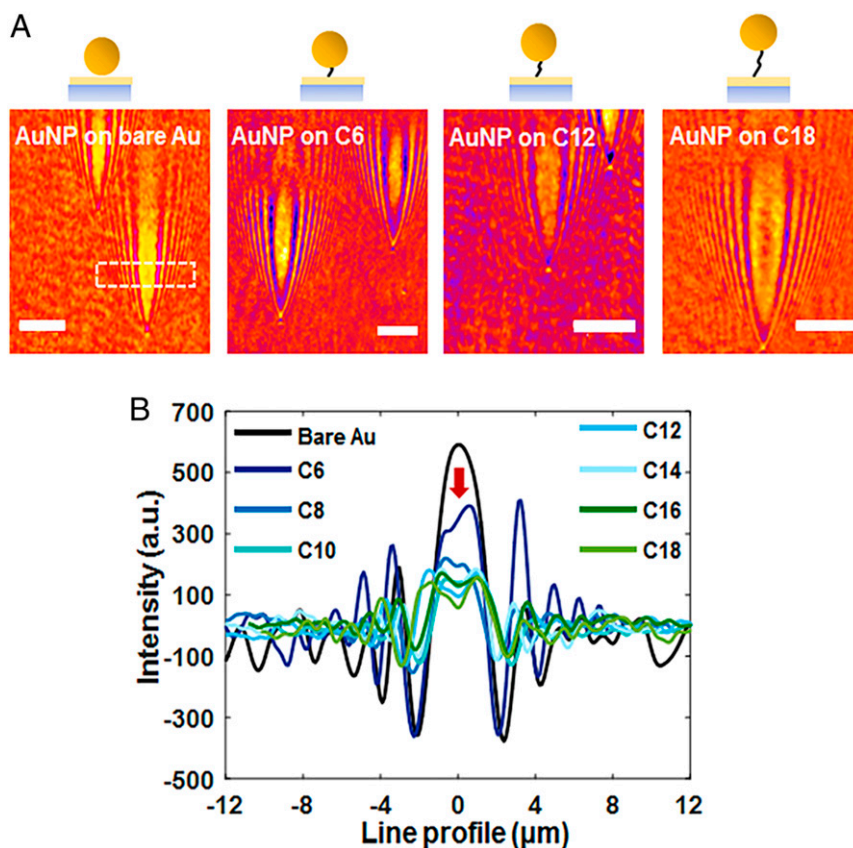 A
AuNP on bare Au
AuNP on C6
AuNP on C12
AuNP on C18
B
700
500
300
100
-100
-300
-500
Intensity (a.u.)
Bare Au
C6
C8
C10
C12
C14
C16
C18
-12
-8
-4
0
4
8
12
Line profile (µm)